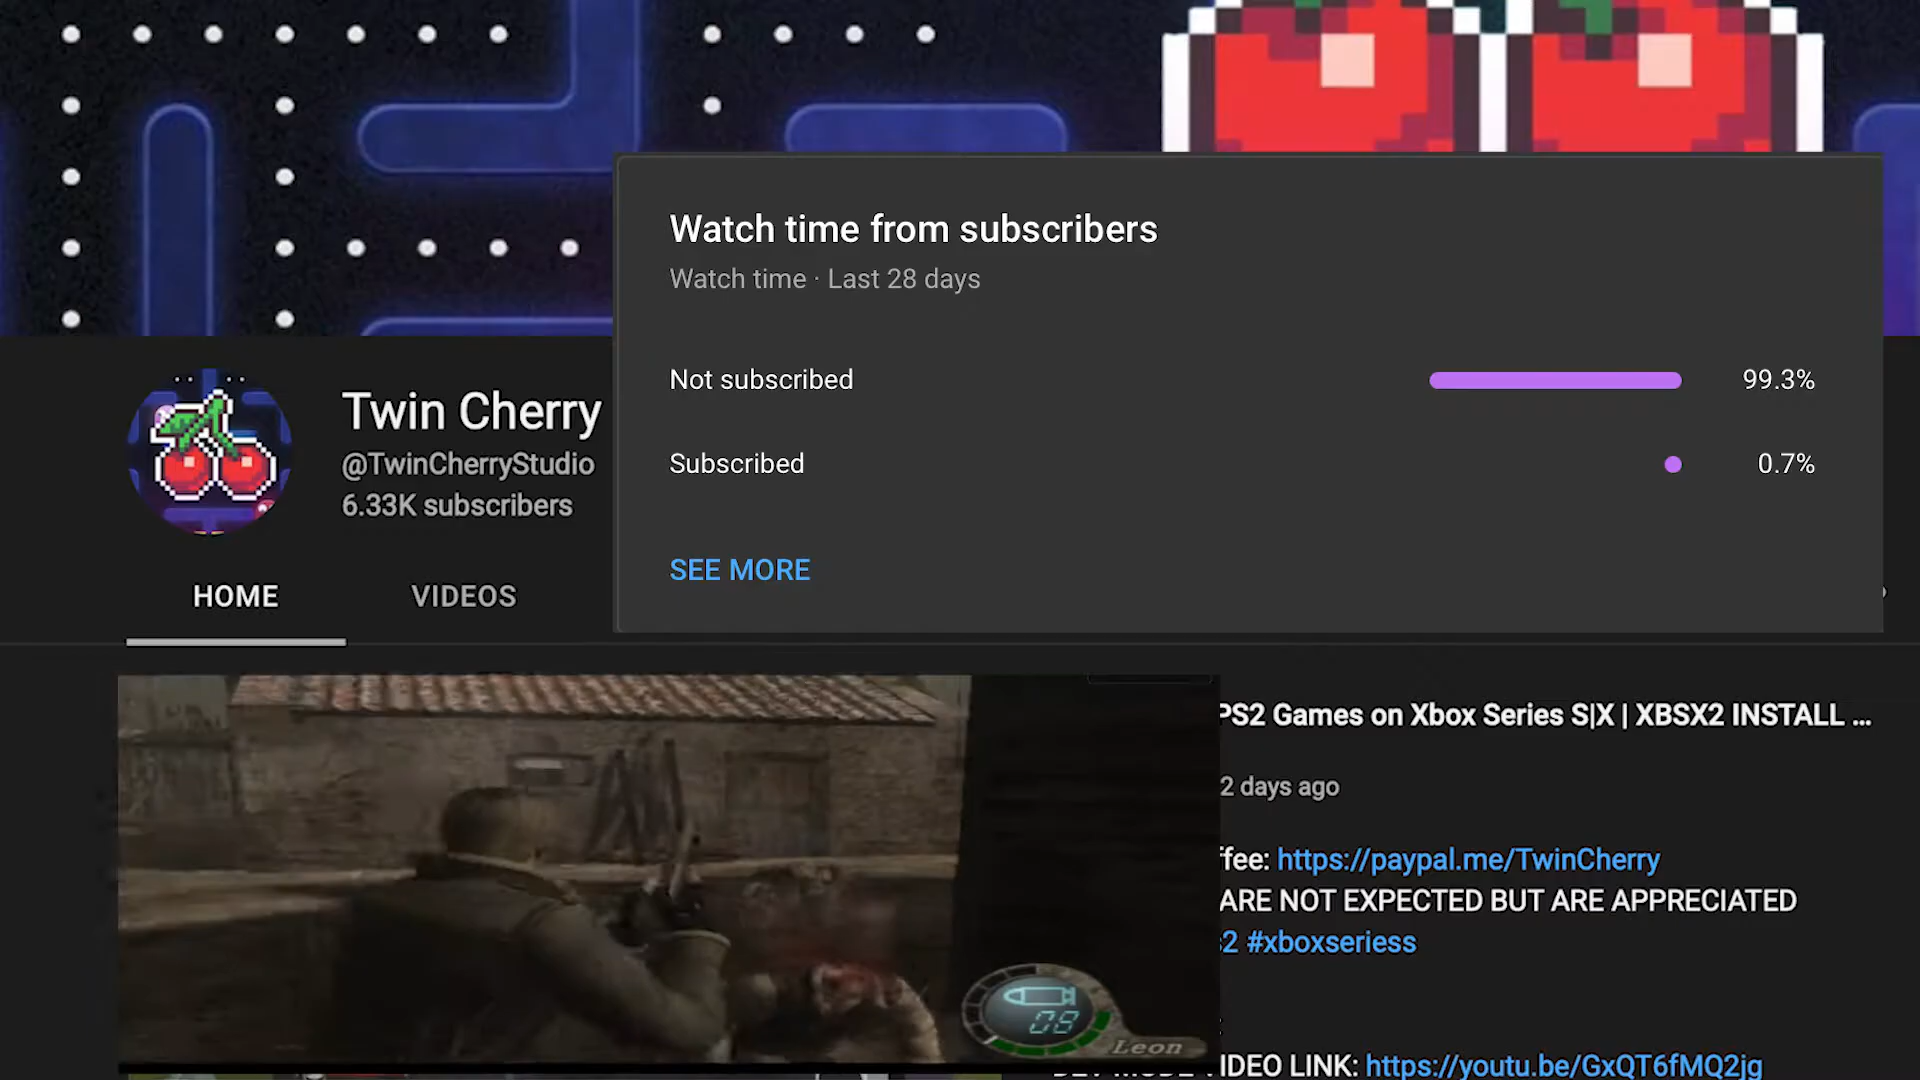 Watch time from subscribers
Watch time · Last 28 days
Not subscribed 99.3%
Subscribed 0.7%
SEE MORE
Twin Cherry
@TwinCherryStudio
6.33K subscribers
HOME VIDEOS
PS2 Games on Xbox Series S|X | XBSX2 INSTALL ...
2 days ago
ffee: https://paypal.me/TwinCherry
ARE NOT EXPECTED BUT ARE APPRECIATED
s2 #xboxseriess
IDEO LINK: https://youtu.be/GxQT6fMQ2jg
08
Leon